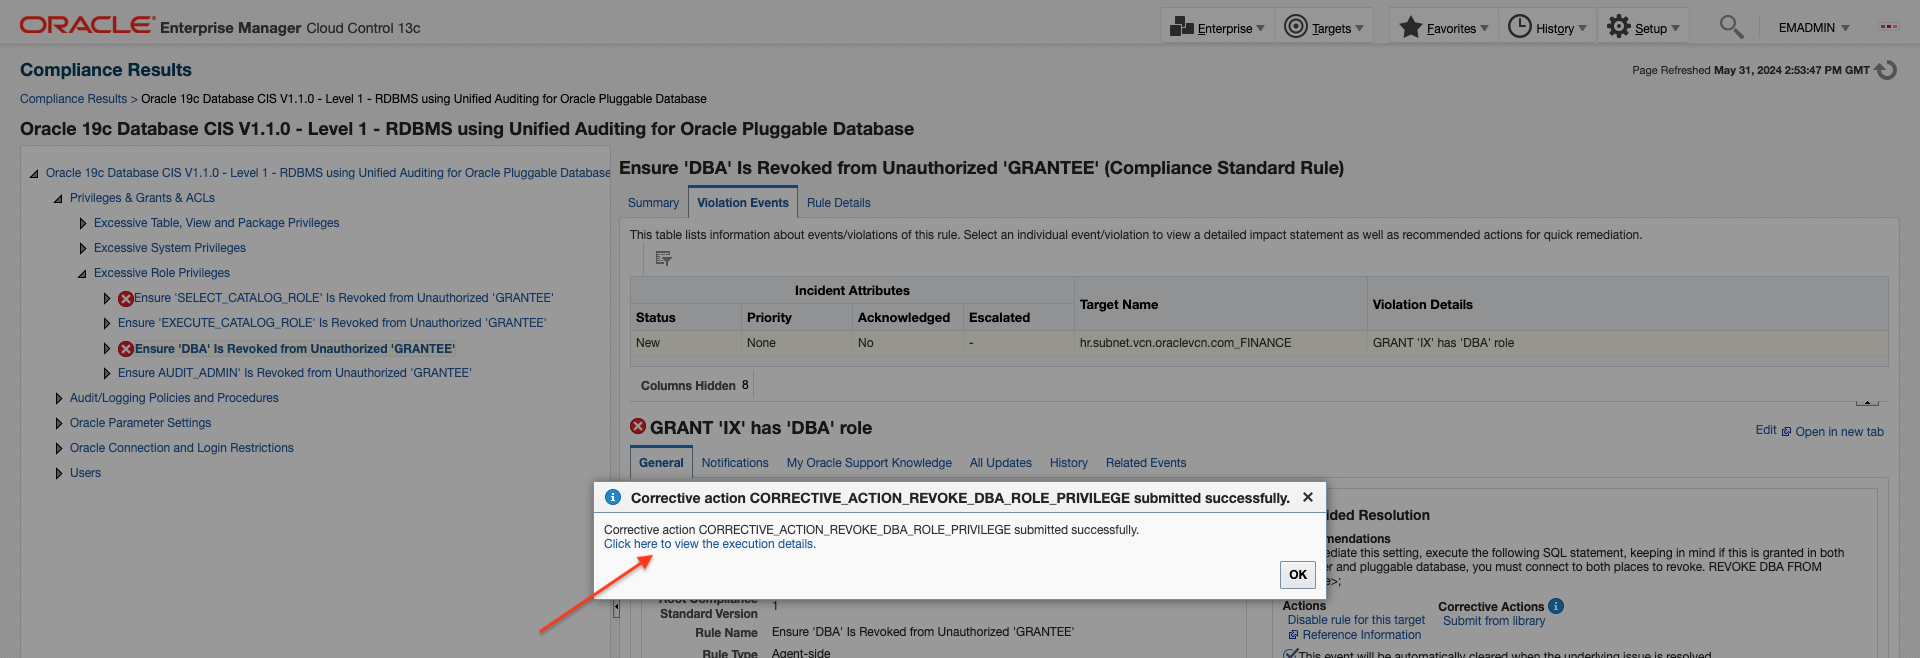 ORACLE Enterprise Manager Cloud Control 13c
Enterprise Targets Favorites History Setup EMADMIN
Compliance Results
Page Refreshed May 31, 2024 2:53:47 PM GMT
Compliance Results > Oracle 19c Database CIS V1.1.0 - Level 1 - RDBMS using Unified Auditing for Oracle Pluggable Database
Oracle 19c Database CIS V1.1.0 - Level 1 - RDBMS using Unified Auditing for Oracle Pluggable Database
Oracle 19c Database CIS V1.1.0 - Level 1 - RDBMS using Unified Auditing for Oracle Pluggable Database
Privileges & Grants & ACLs
Excessive Table, View and Package Privileges
Excessive System Privileges
Excessive Role Privileges
Ensure 'SELECT_CATALOG_ROLE' Is Revoked from Unauthorized 'GRANTEE'
Ensure 'EXECUTE_CATALOG_ROLE' Is Revoked from Unauthorized 'GRANTEE'
Ensure 'DBA' Is Revoked from Unauthorized 'GRANTEE'
Ensure AUDIT_ADMIN' Is Revoked from Unauthorized 'GRANTEE'
Audit/Logging Policies and Procedures
Oracle Parameter Settings
Oracle Connection and Login Restrictions
Users
Ensure 'DBA' Is Revoked from Unauthorized 'GRANTEE' (Compliance Standard Rule)
Summary Violation Events Rule Details
This table lists information about events/violations of this rule. Select an individual event/violation to view a detailed impact statement as well as recommended actions for quick remediation.
Incident Attributes
Target Name
Violation Details
Status Priority Acknowledged Escalated
New None No - hr.subnet.vcn.oraclevcn.com_FINANCE GRANT 'IX' has 'DBA' role
Columns Hidden 8
GRANT 'IX' has 'DBA' role
Edit Open in new tab
General Notifications My Oracle Support Knowledge All Updates History Related Events
Corrective action CORRECTIVE_ACTION_REVOKE_DBA_ROLE_PRIVILEGE submitted successfully.
Corrective action CORRECTIVE_ACTION_REVOKE_DBA_ROLE_PRIVILEGE submitted successfully.
Click here to view the execution details.
OK
ided Resolution
mendations
ediate this setting, execute the following SQL statement, keeping in mind if this is granted in both
r and pluggable database, you must connect to both places to revoke. REVOKE DBA FROM
e>;
Root Compliance
Standard Version 1
Rule Name Ensure 'DBA' Is Revoked from Unauthorized 'GRANTEE'
Rule Type Agent-side
Actions
Disable rule for this target
Reference Information
Corrective Actions
Submit from library
This event will be automatically cleared when the underlying issue is resolved